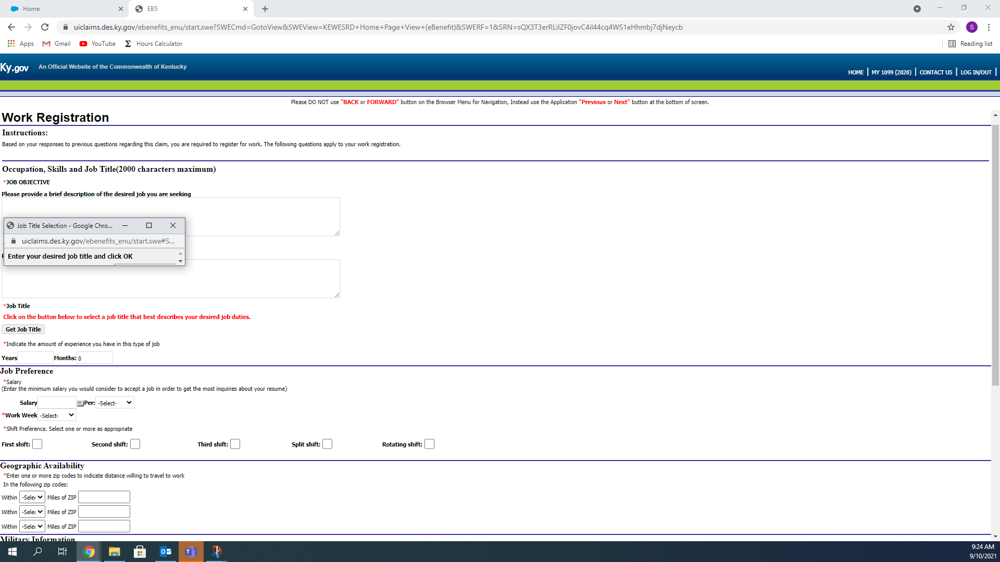 Home
EB5
uiclaims.des.ky.gov/ebenefits_enu/start.swe?SWECmd=GotoView&SWEView=KEWESRD+Home+Page+View+(eBenefit)&SWERF=1&SRN=sQX3T3erRLiIZF0jovC4iI44cq4WS1eHhmbj7djNeycb
S
Apps
Gmail
YouTube
Hours Calculator
Reading list
Ky.gov An Official Website of the Commonwealth of Kentucky
HOME | MY 1099 (2020) | CONTACT US | LOG IN/OUT |
Please DO NOT use "BACK or FORWARD" button on the Browser Menu for Navigation, Instead use the Application "Previous or Next" button at the bottom of screen.
Work Registration
Instructions:
Based on your responses to previous questions regarding this claim, you are required to register for work. The following questions apply to your work registration.
Occupation, Skills and Job Title(2000 characters maximum)
*JOB OBJECTIVE
Please provide a brief description of the desired job you are seeking
Job Title Selection - Google Chro...
uiclaims.des.ky.gov/ebenefits_enu/start.swe#S...
Enter your desired job title and click OK
*Job Title
Click on the button below to select a job title that best describes your desired job duties.
Get Job Title
*Indicate the amount of experience you have in this type of job
Years Months: 0
Job Preference
*Salary
(Enter the minimum salary you would consider to accept a job in order to get the most inquiries about your resume)
Salary Per: -Select-
*Work Week -Select-
*Shift Preference. Select one or more as appropriate
First shift: Second shift: Third shift: Split shift: Rotating shift:
Geographic Availability
*Enter one or more zip codes to indicate distance willing to travel to work
In the following zip codes:
Within -Selec Miles of ZIP
Within -Selec Miles of ZIP
Within -Selec Miles of ZIP
Military Information
9:24 AM
9/10/2021